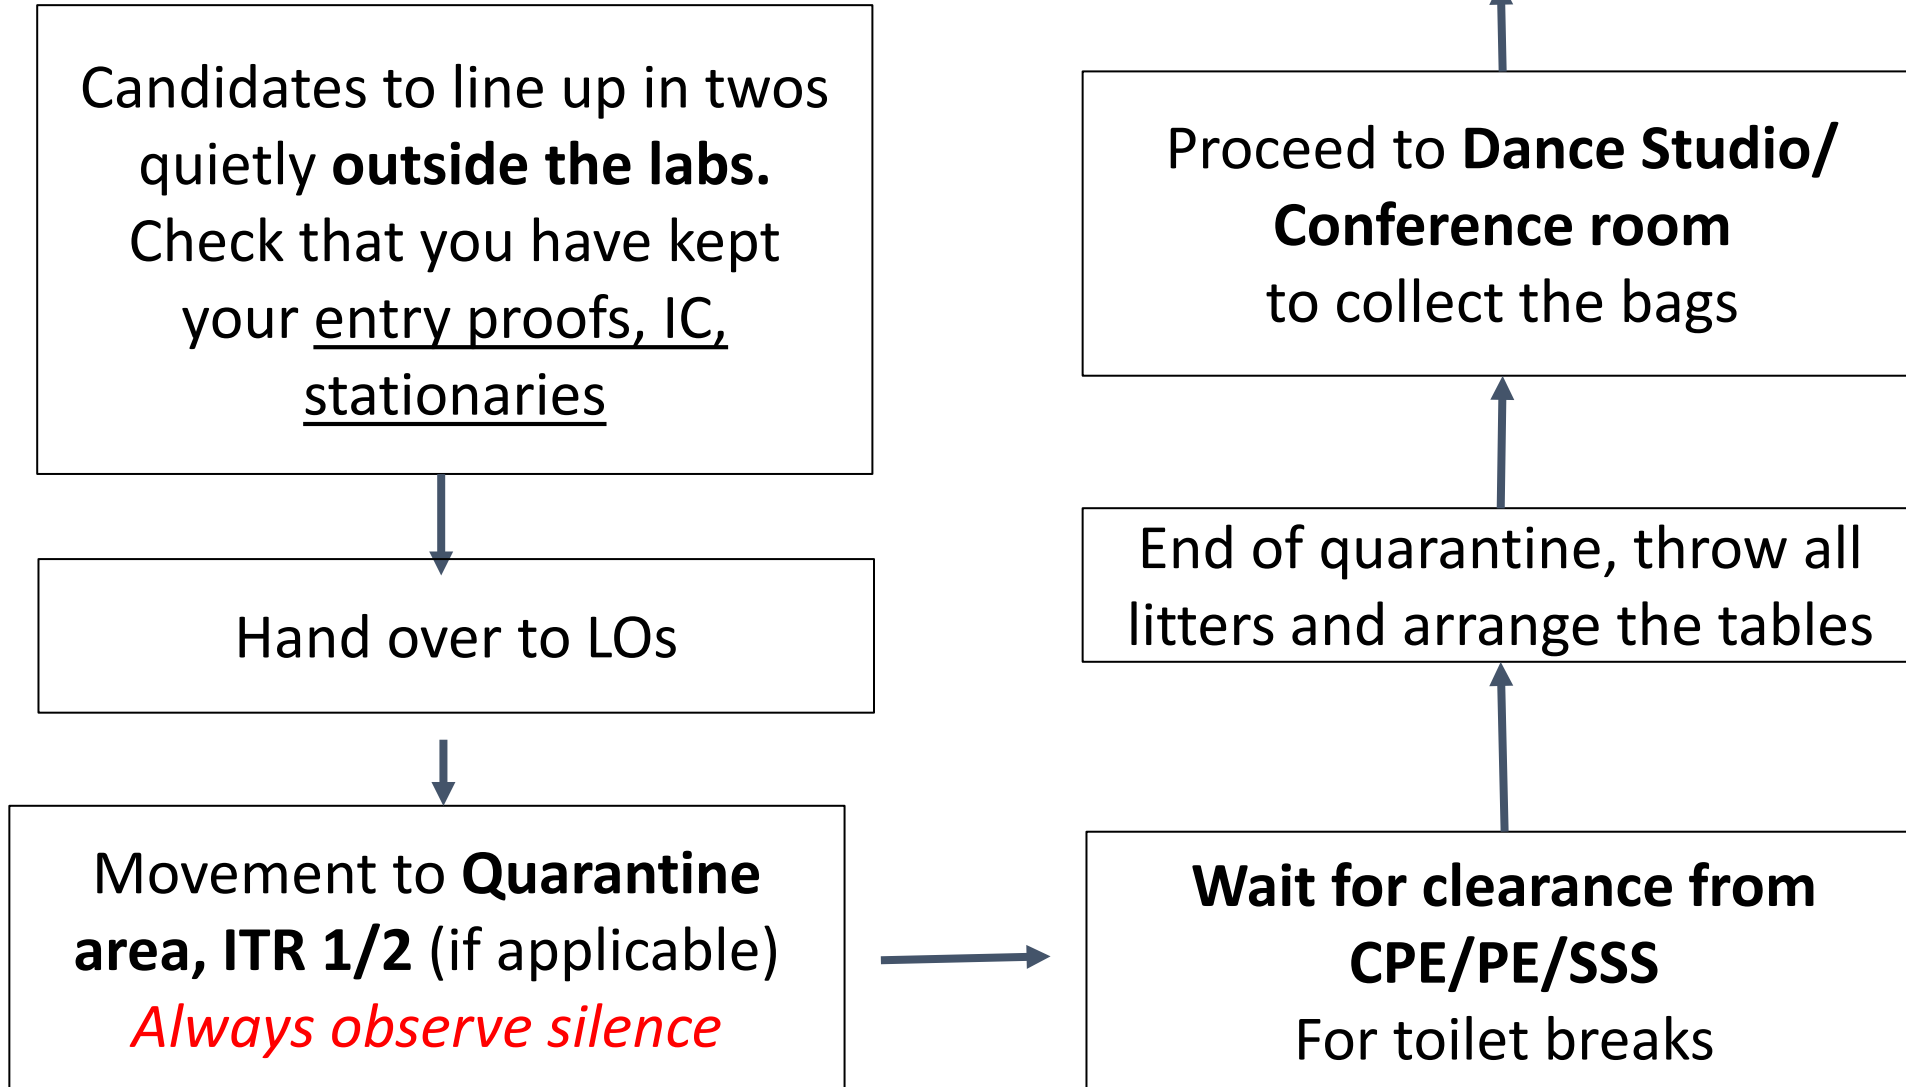 Candidates to line up in twos
quietly outside the labs.
Check that you have kept
your entry proofs, IC,
stationaries
Hand over to LOs
Movement to Quarantine
area, ITR 1/2 (if applicable)
Always observe silence
Wait for clearance from
CPE/PE/SSS
For toilet breaks
End of quarantine, throw all
litters and arrange the tables
Proceed to Dance Studio/
Conference room
to collect the bags